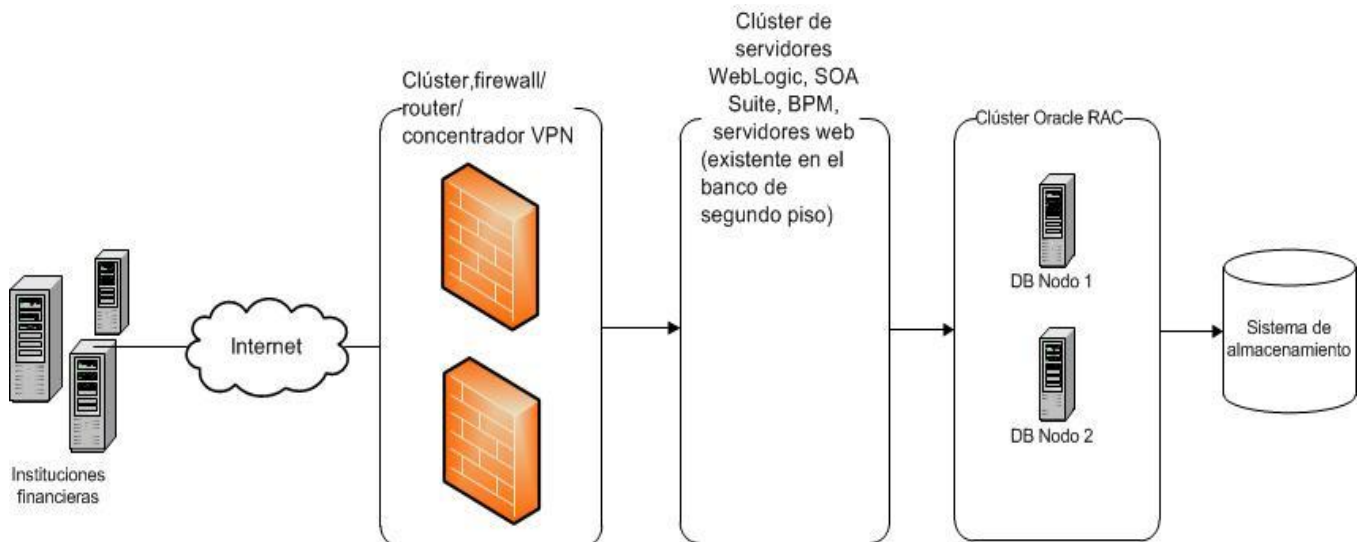 Clúster,firewall/
router/
concentrador VPN
Clúster de
servidores
WebLogic, SOA
Suite, BPM,
servidores web
(existente en el
banco de
segundo piso)
Clúster Oracle RAC
DB Nodo 1
DB Nodo 2
Internet
Sistema de
almacenamiento
Instituciones
financieras